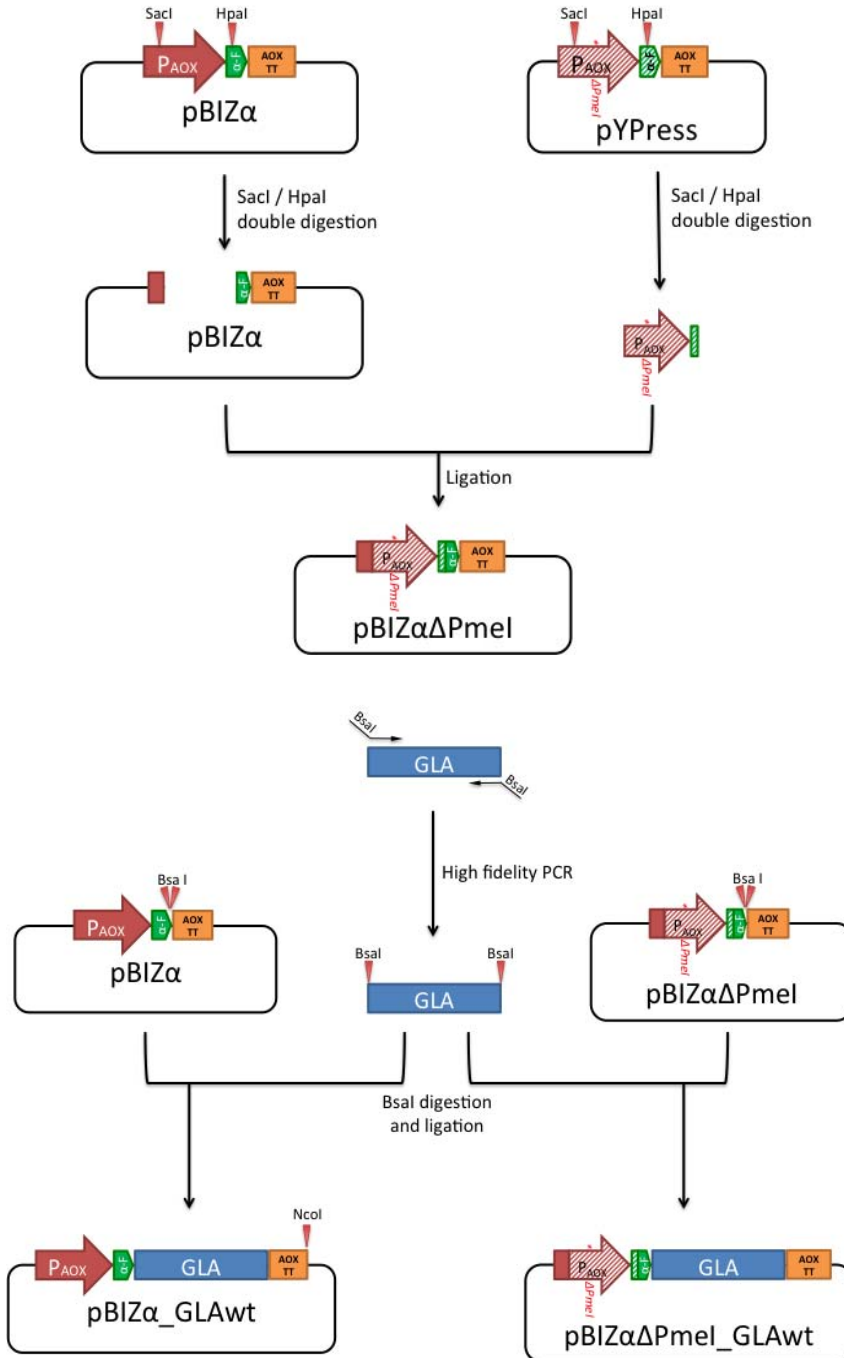 SacI HpaI
PAOX α-F AOX TT
pBIZα
SacI HpaI
PAOX * ΔPmeI α-F AOX TT
pYPress
SacI / HpaI
double digestion
SacI / HpaI
double digestion
α-F AOX TT
pBIZα
PAOX * ΔPmeI
Ligation
PAOX * ΔPmeI α-F AOX TT
pBIZαΔPmeI
BsaI
GLA
BsaI
High fidelity PCR
Bsa I
PAOX α-F AOX TT
pBIZα
BsaI BsaI
GLA
Bsa I
PAOX * ΔPmeI α-F AOX TT
pBIZαΔPmeI
BsaI digestion
and ligation
NcoI
PAOX α-F GLA AOX TT
pBIZα_GLAwt
PAOX * ΔPmeI α-F GLA AOX TT
pBIZαΔPmeI_GLAwt